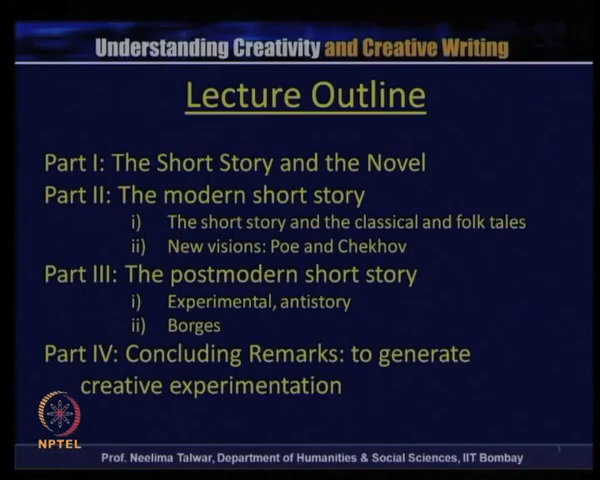 Understanding Creativity and Creative Writing
Lecture Outline
Part I: The Short Story and the Novel
Part II: The modern short story
i) The short story and the classical and folk tales
ii) New visions: Poe and Chekhov
Part III: The postmodern short story
i) Experimental, antistory
ii) Borges
Part IV: Concluding Remarks: to generate
creative experimentation
NPTEL
Prof. Neelima Talwar, Department of Humanities & Social Sciences, IIT Bombay